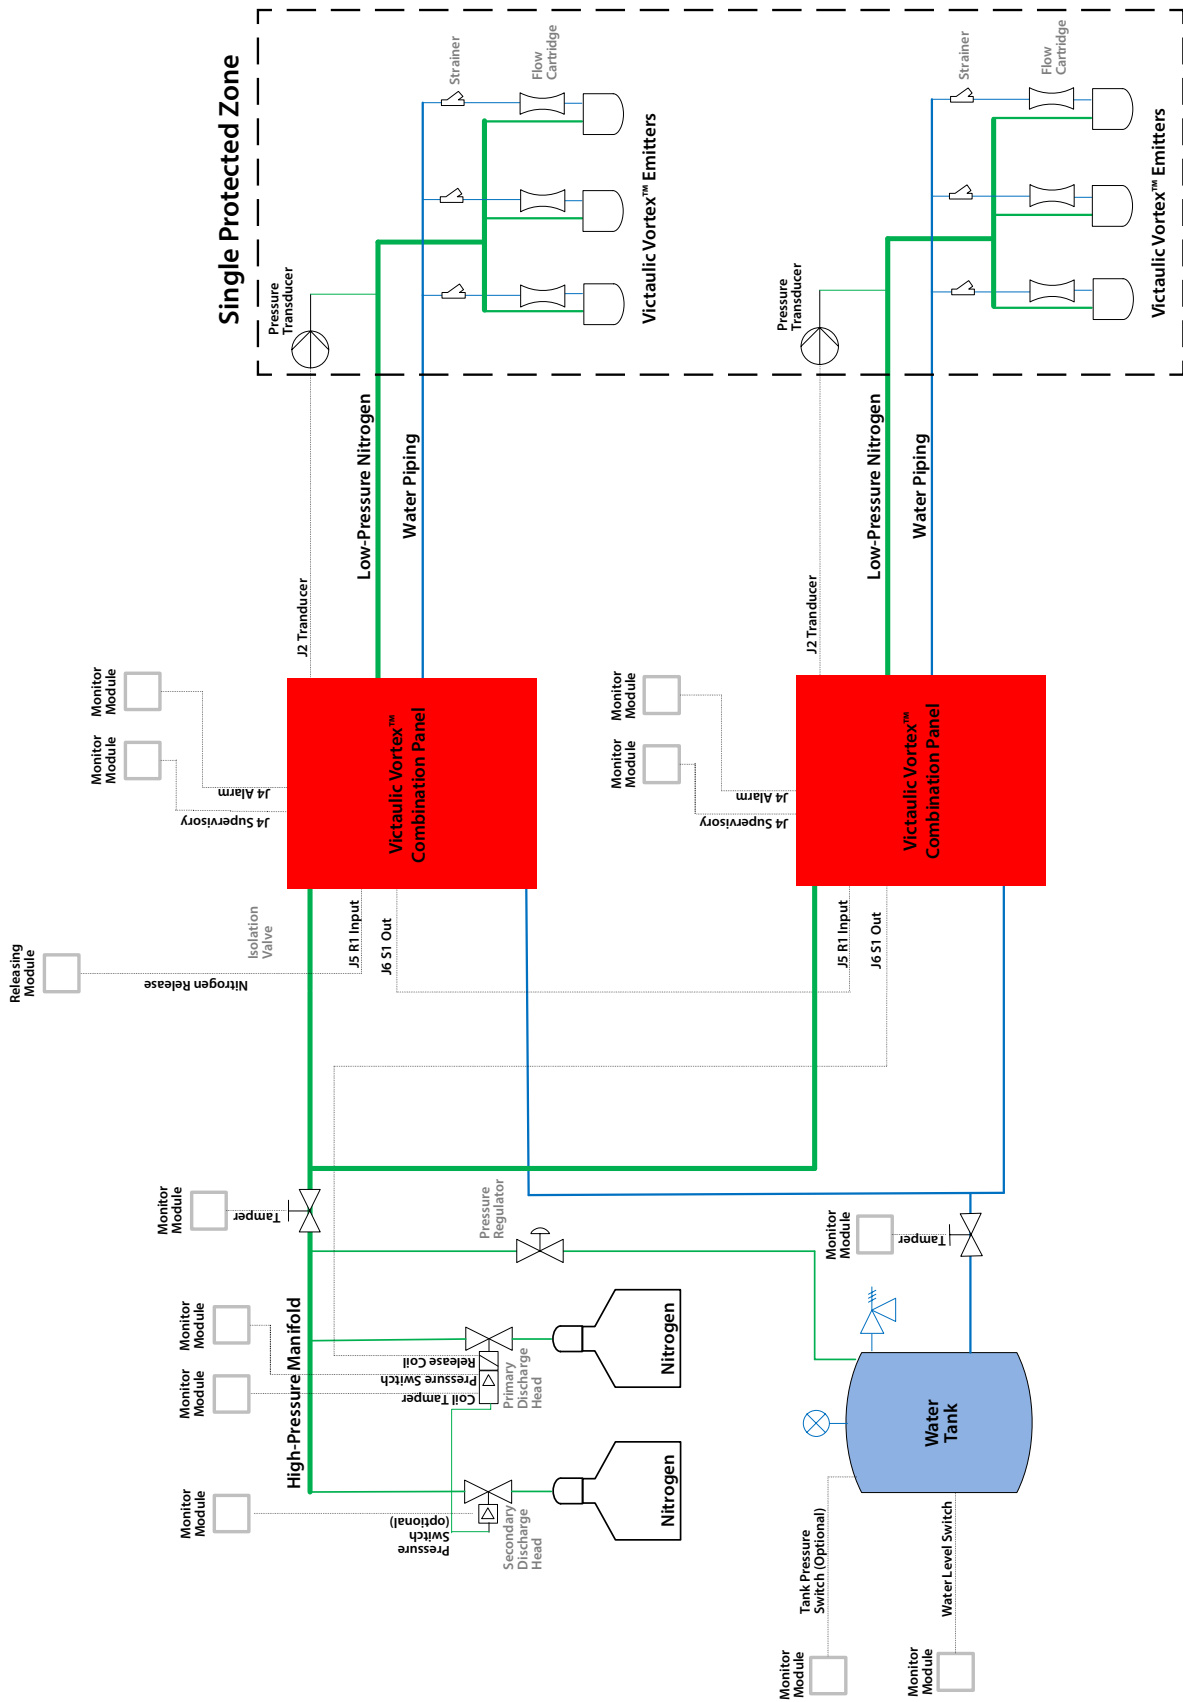 Single Protected Zone
Strainer
Flow
Cartridge
Pressure
Transducer
Victaulic Vortex™ Emitters
Low-Pressure Nitrogen
Water Piping
J2 Tranducer
Strainer
Flow
Cartridge
Pressure
Transducer
Victaulic Vortex™ Emitters
Low-Pressure Nitrogen
Water Piping
J2 Tranducer
Monitor
Module
Monitor
Module
J4 Alarm
J4 Supervisory
Victaulic Vortex™
Combination Panel
Monitor
Module
Monitor
Module
J4 Alarm
J4 Supervisory
Victaulic Vortex™
Combination Panel
Releasing
Module
Nitrogen Release
Isolation
Valve
J5 R1 Input
J6 S1 Out
J5 R1 Input
J6 S1 Out
Monitor
Module
Tamper
Pressure
Regulator
Monitor
Module
Tamper
High-Pressure Manifold
Monitor
Module
Monitor
Module
Release Coil
Pressure Switch
Coil Tamper
Primary
Discharge
Head
Nitrogen
Monitor
Module
Pressure
Switch
(optional)
Secondary
Discharge
Head
Nitrogen
Water
Tank
Tank Pressure
Switch (Optional)
Water Level Switch
Monitor
Module
Monitor
Module